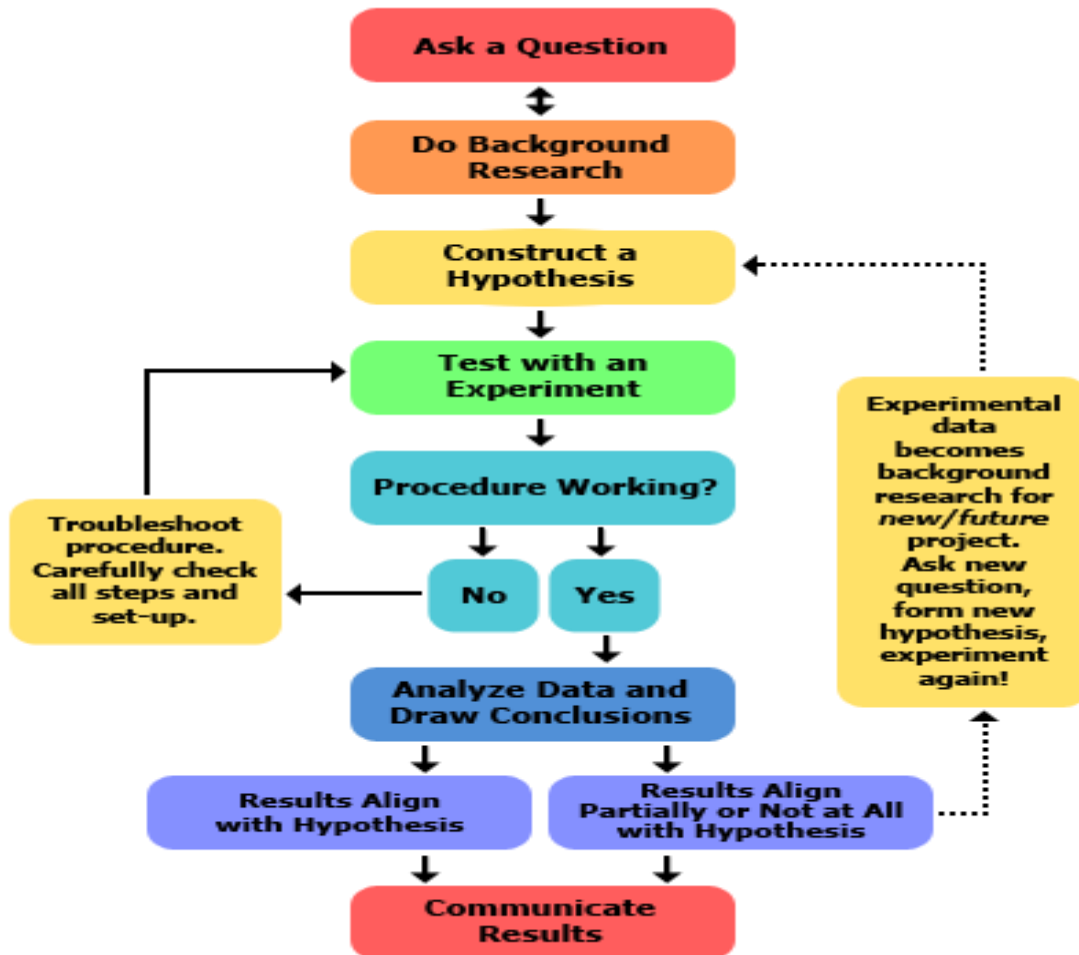 Ask a Question
Do Background
Research
Construct a
Hypothesis
Test with an
Experiment
Procedure Working?
No
Yes
Troubleshoot
procedure.
Carefully check
all steps and
set-up.
Experimental
data
becomes
background
research for
new/future
project.
Ask new
question,
form new
hypothesis,
experiment
again!
Analyze Data and
Draw Conclusions
Results Align
with Hypothesis
Results Align
Partially or Not at All
with Hypothesis
Communicate
Results